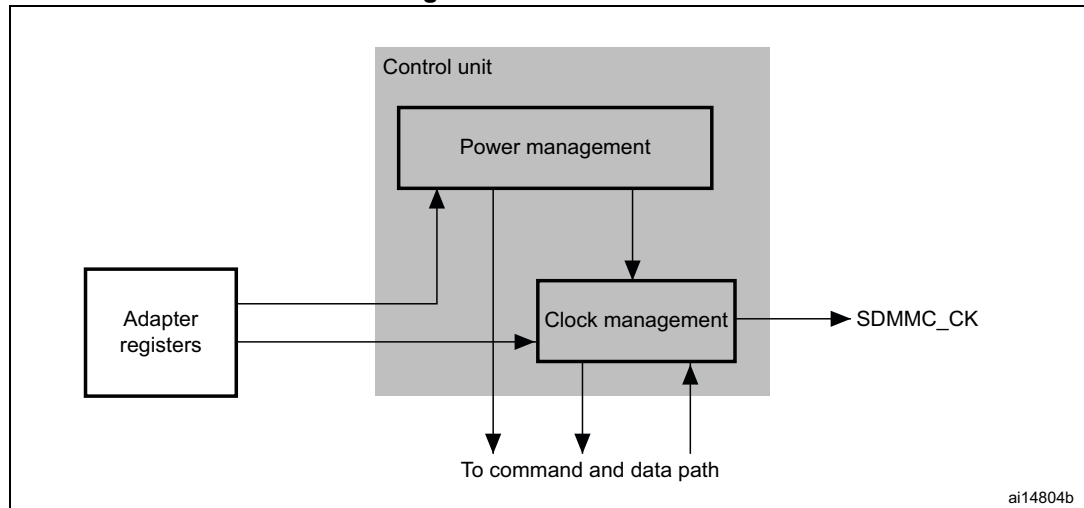 Control unit
Power management
Adapter
registers
Clock management
SDMMC_CK
To command and data path
ai14804b